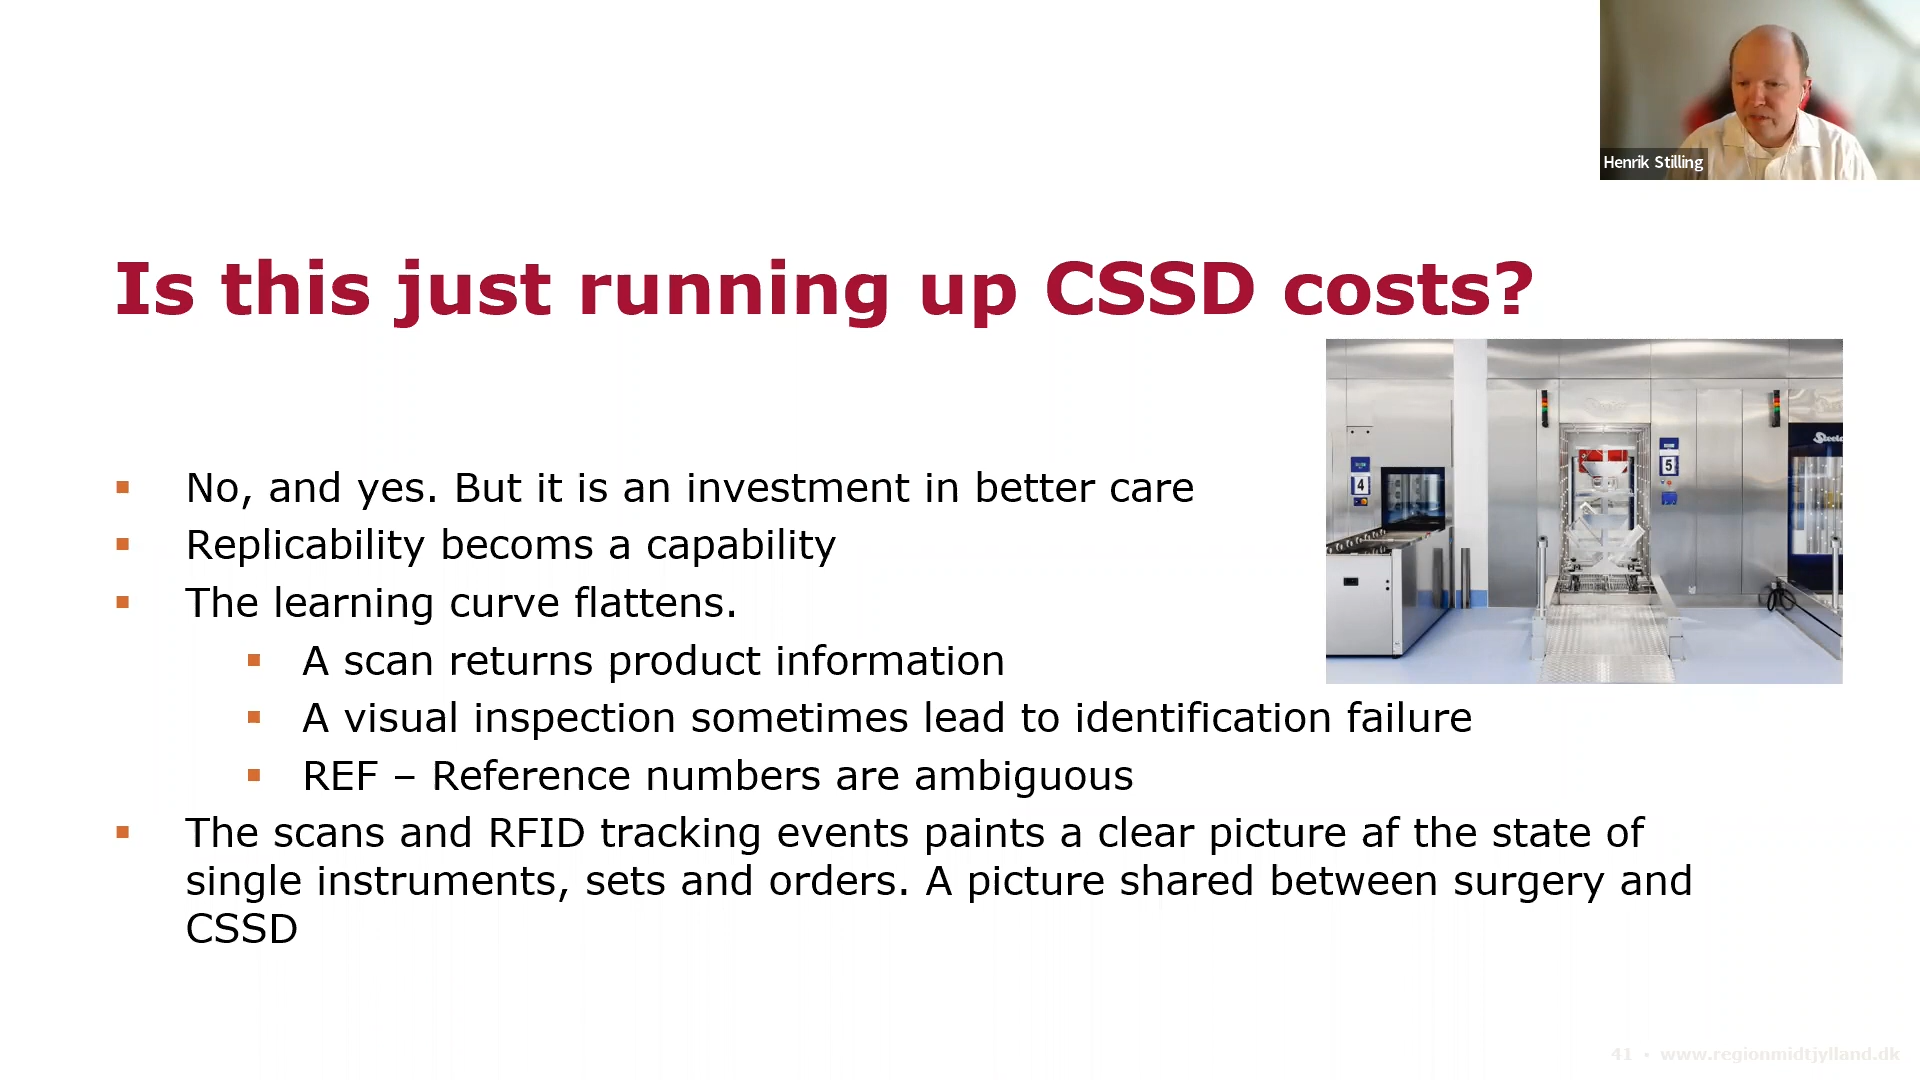 Henrik Stilling
Is this just running up CSSD costs?
▪ No, and yes. But it is an investment in better care
▪ Replicability becoms a capability
▪ The learning curve flattens.
▪ A scan returns product information
▪ A visual inspection sometimes lead to identification failure
▪ REF – Reference numbers are ambiguous
▪ The scans and RFID tracking events paints a clear picture af the state of
single instruments, sets and orders. A picture shared between surgery and
CSSD
4
5
41 • www.regionmidtjylland.dk